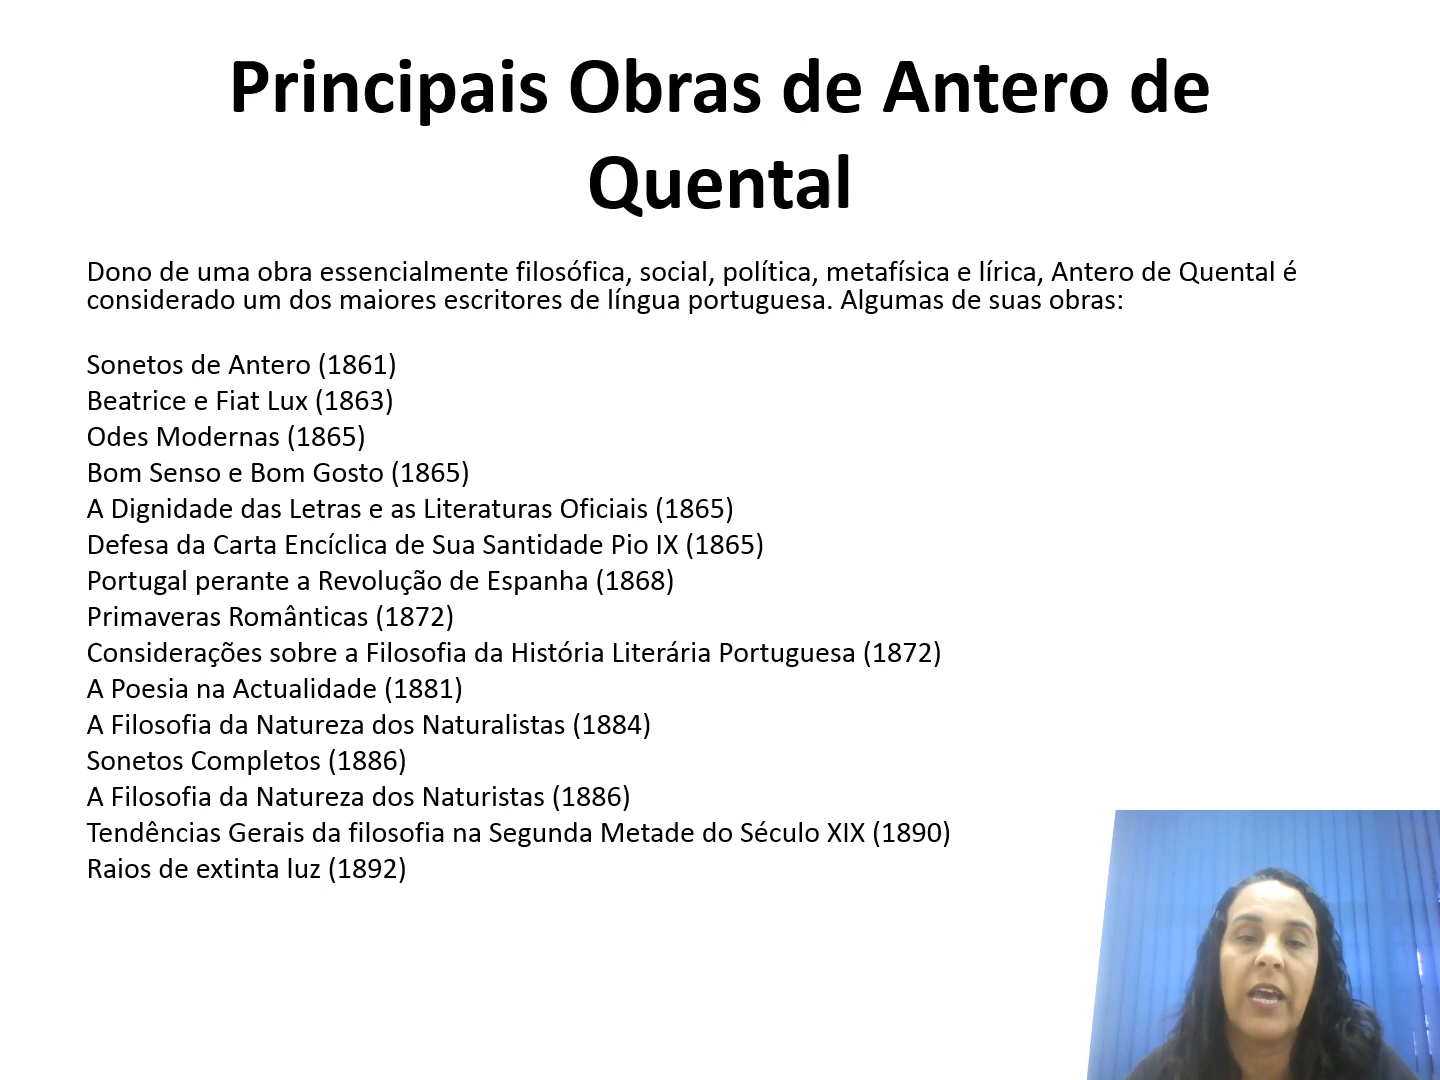 Principais Obras de Antero de
Quental
Dono de uma obra essencialmente filosófica, social, política, metafísica e lírica, Antero de Quental é
considerado um dos maiores escritores de língua portuguesa. Algumas de suas obras:
Sonetos de Antero (1861)
Beatrice e Fiat Lux (1863)
Odes Modernas (1865)
Bom Senso e Bom Gosto (1865)
A Dignidade das Letras e as Literaturas Oficiais (1865)
Defesa da Carta Encíclica de Sua Santidade Pio IX (1865)
Portugal perante a Revolução de Espanha (1868)
Primaveras Românticas (1872)
Considerações sobre a Filosofia da História Literária Portuguesa (1872)
A Poesia na Actualidade (1881)
A Filosofia da Natureza dos Naturalistas (1884)
Sonetos Completos (1886)
A Filosofia da Natureza dos Naturistas (1886)
Tendências Gerais da filosofia na Segunda Metade do Século XIX (1890)
Raios de extinta luz (1892)